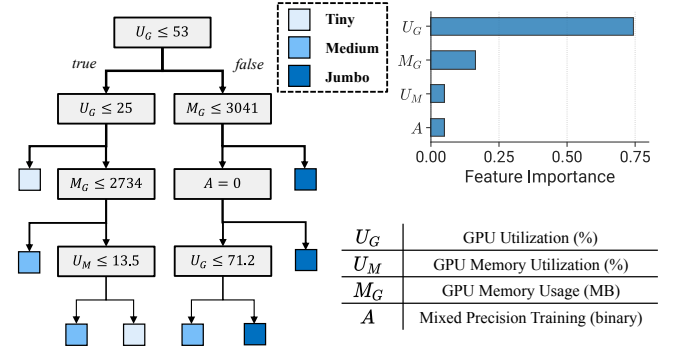 U_G ≤ 53
Tiny
Medium
Jumbo
true
false
U_G ≤ 25
M_G ≤ 3041
M_G ≤ 2734
A = 0
U_M ≤ 13.5
U_G ≤ 71.2
U_G
M_G
U_M
A
0.00 0.25 0.50 0.75
Feature Importance
U_G GPU Utilization (%)
U_M GPU Memory Utilization (%)
M_G GPU Memory Usage (MB)
A Mixed Precision Training (binary)